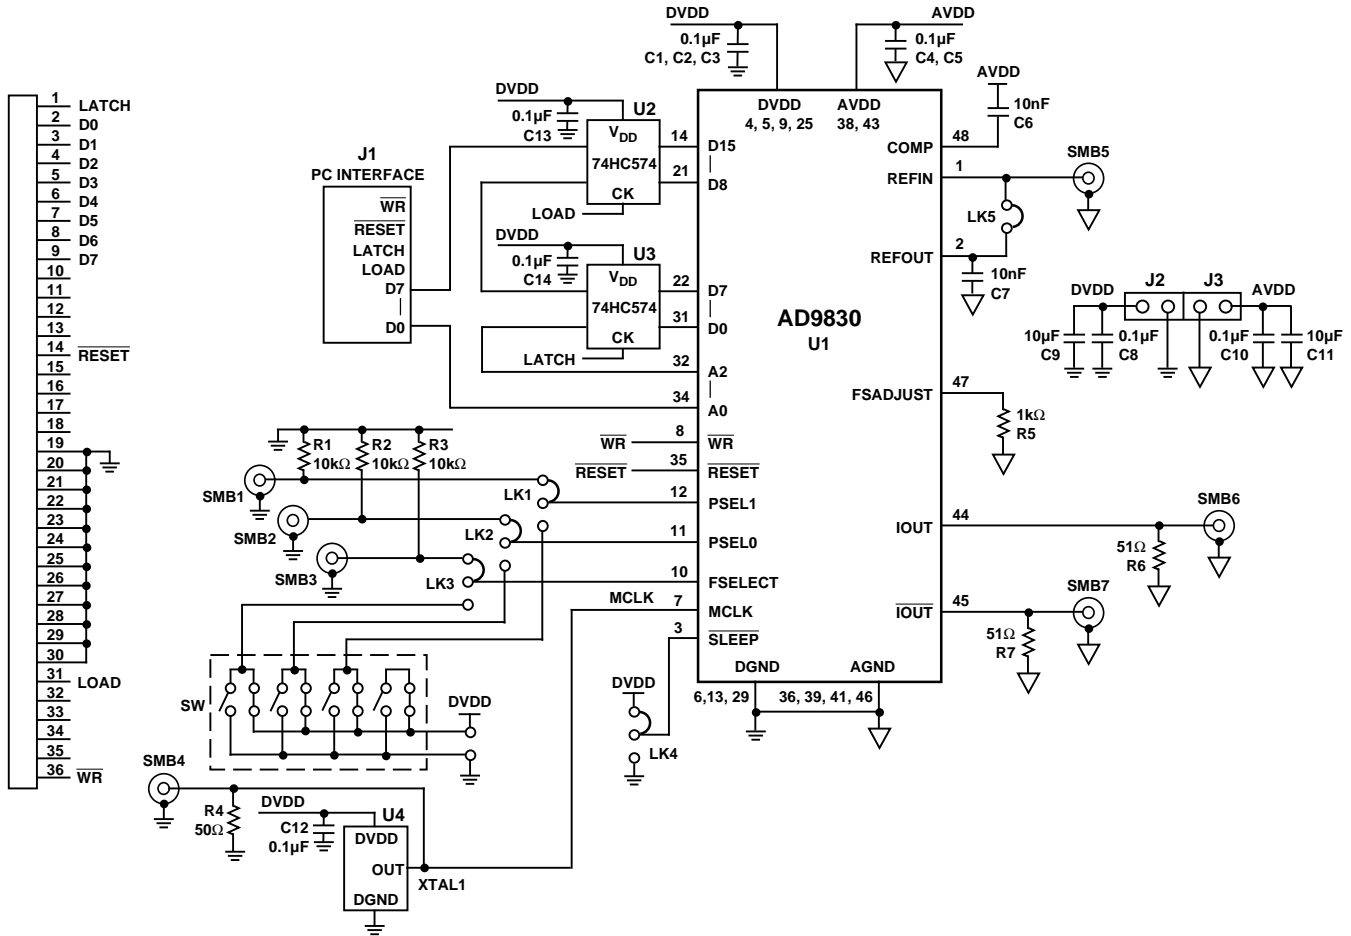 1 LATCH
2 D0
3 D1
4 D2
5 D3
6 D4
7 D5
8 D6
9 D7
10
11
12
13
14 R̅E̅S̅E̅T̅
15
16
17
18
19
20
21
22
23
24
25
26
27
28
29
30
31 LOAD
32
33
34
35
36 W̅R̅
J1
PC INTERFACE
W̅R̅
R̅E̅S̅E̅T̅
LATCH
LOAD
D7
D0
DVDD
0.1µF
C13
U2
VDD
74HC574
CK
LOAD
DVDD
0.1µF
C14
U3
VDD
74HC574
CK
LATCH
DVDD
0.1µF
C1, C2, C3
AVDD
0.1µF
C4, C5
AVDD
10nF
C6
DVDD
4, 5, 9, 25
AVDD
38, 43
14 D15
21 D8
22 D7
31 D0
32 A2
34 A0
W̅R̅ 8 W̅R̅
R̅E̅S̅E̅T̅ 35 R̅E̅S̅E̅T̅
12 PSEL1
11 PSEL0
10 FSELECT
MCLK 7 MCLK
3 S̅L̅E̅E̅P̅
AD9830
U1
COMP 48
REFIN 1
REFOUT 2
FSADJUST 47
IOUT 44
I̅O̅U̅T̅ 45
DGND
6,13, 29
AGND
36, 39, 41, 46
SMB5
LK5
10nF
C7
1kΩ
R5
SMB6
51Ω
R6
SMB7
51Ω
R7
DVDD
J2
J3
AVDD
10µF
C9
0.1µF
C8
0.1µF
C10
10µF
C11
R1
10kΩ
R2
10kΩ
R3
10kΩ
SMB1
SMB2
SMB3
LK1
LK2
LK3
SW
DVDD
DVDD
LK4
SMB4
R4
50Ω
DVDD
C12
0.1µF
U4
DVDD
OUT
DGND
XTAL1